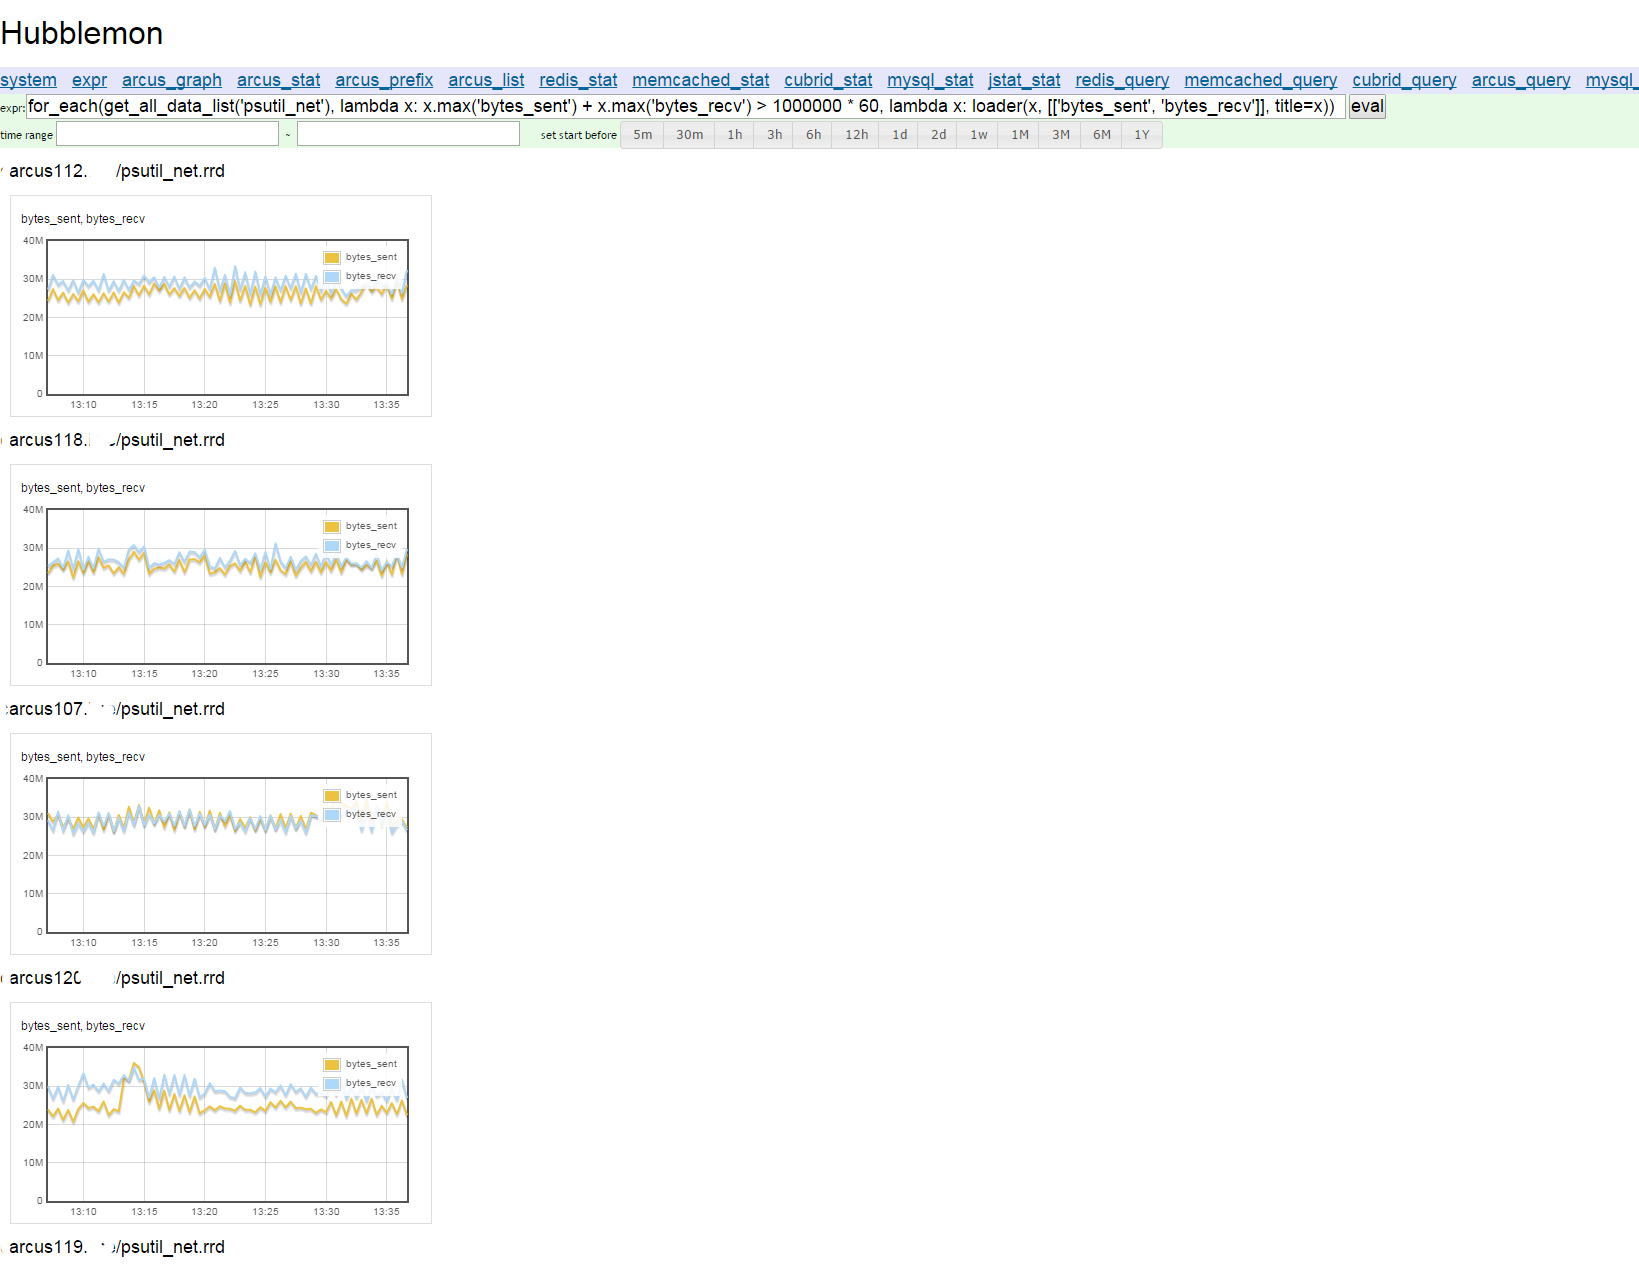 Hubblemon
system expr arcus_graph arcus_stat arcus_prefix arcus_list redis_stat memcached_stat cubrid_stat mysql_stat jstat_stat redis_query memcached_query cubrid_query arcus_query mysql_
expr: for_each(get_all_data_list('psutil_net'), lambda x: x.max('bytes_sent') + x.max('bytes_recv') > 1000000 * 60, lambda x: loader(x, [['bytes_sent', 'bytes_recv']], title=x)) eval
time range ~ set start before 5m 30m 1h 3h 6h 12h 1d 2d 1w 1M 3M 6M 1Y
arcus112. /psutil_net.rrd
bytes_sent, bytes_recv
40M
bytes_sent
bytes_recv
30M
20M
10M
0
13:10 13:15 13:20 13:25 13:30 13:35
arcus118. /psutil_net.rrd
bytes_sent, bytes_recv
40M
bytes_sent
bytes_recv
30M
20M
10M
0
13:10 13:15 13:20 13:25 13:30 13:35
arcus107. /psutil_net.rrd
bytes_sent, bytes_recv
40M
bytes_sent
bytes_recv
30M
20M
10M
0
13:10 13:15 13:20 13:25 13:30 13:35
arcus120 /psutil_net.rrd
bytes_sent, bytes_recv
40M
bytes_sent
bytes_recv
30M
20M
10M
0
13:10 13:15 13:20 13:25 13:30 13:35
arcus119. /psutil_net.rrd